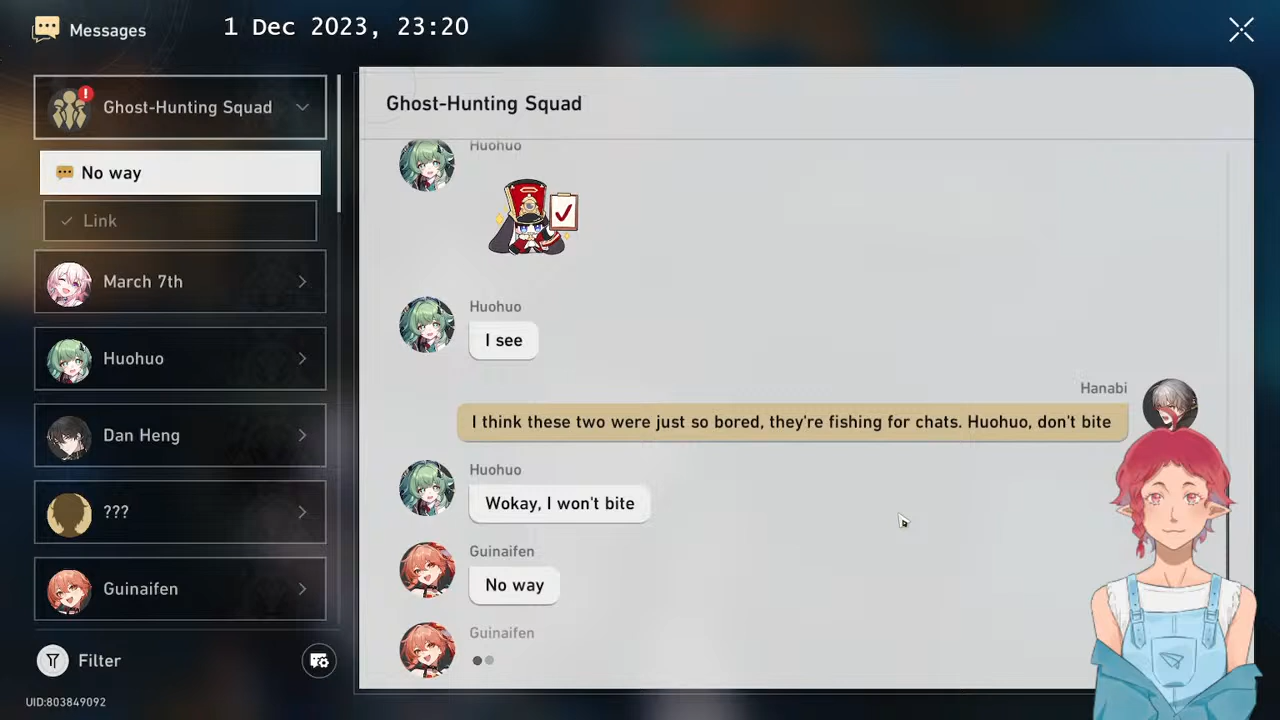 Messages
1 Dec 2023, 23:20
Ghost-Hunting Squad
No way
Link
March 7th
Huohuo
Dan Heng
???
Guinaifen
Filter
UID:803849092
Ghost-Hunting Squad
Huohuo
Huohuo
I see
Hanabi
I think these two were just so bored, they're fishing for chats. Huohuo, don't bite
Huohuo
Wokay, I won't bite
Guinaifen
No way
Guinaifen